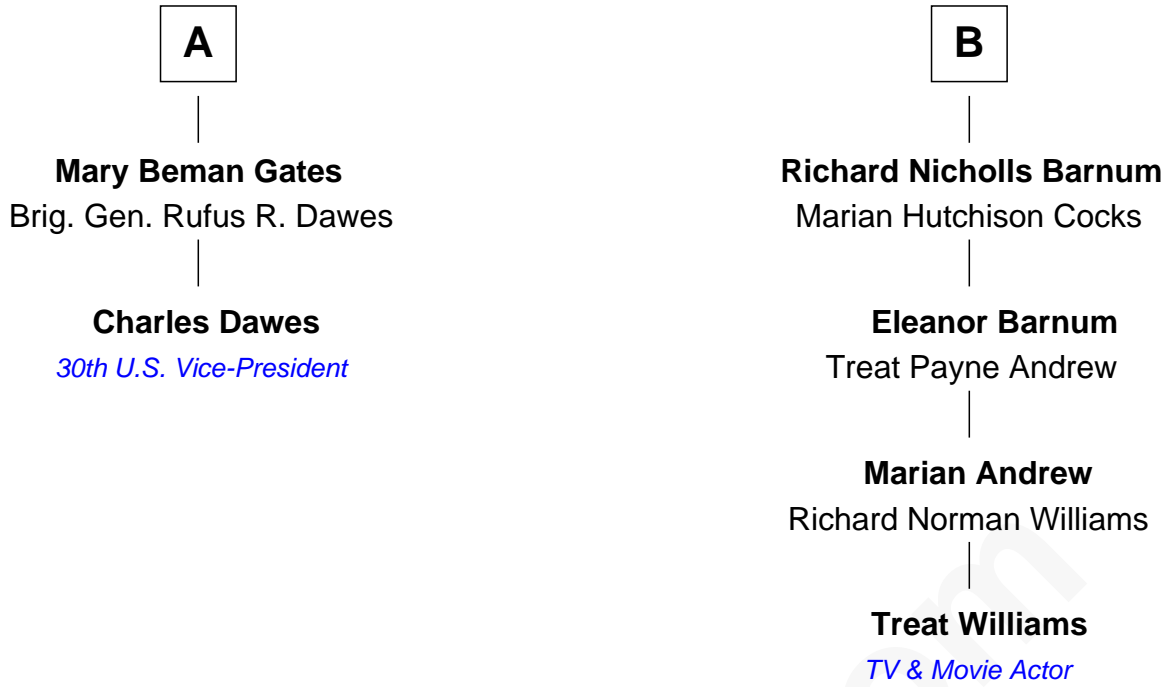 A
Mary Beman Gates
Brig. Gen. Rufus R. Dawes
Charles Dawes
30th U.S. Vice-President
B
Richard Nicholls Barnum
Marian Hutchison Cocks
Eleanor Barnum
Treat Payne Andrew
Marian Andrew
Richard Norman Williams
Treat Williams
TV & Movie Actor